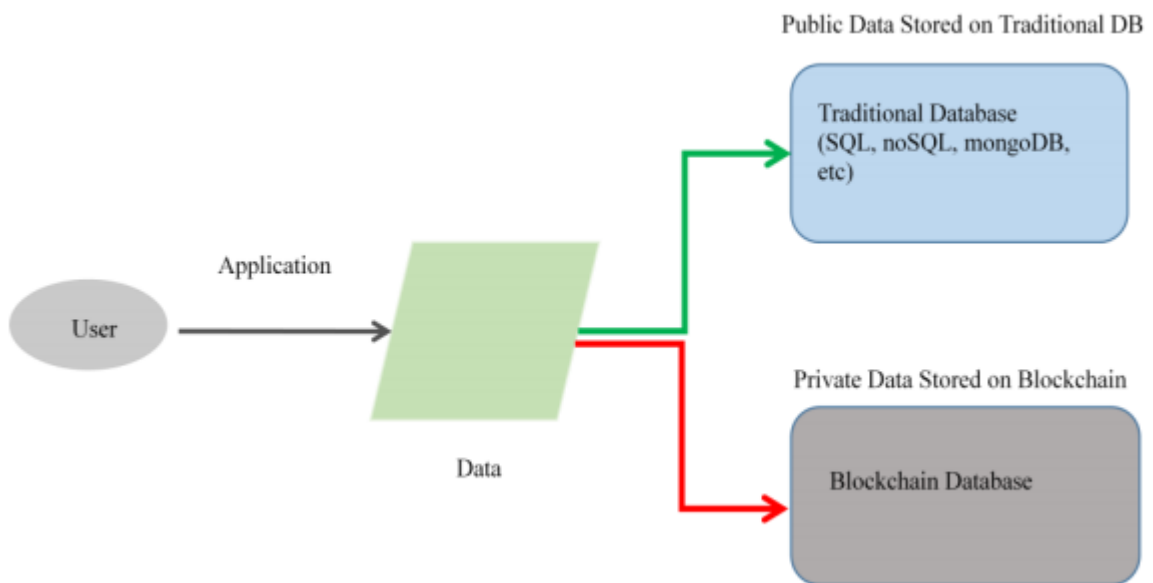 Public Data Stored on Traditional DB
Traditional Database
(SQL, noSQL, mongoDB,
etc)
Application
User
Data
Private Data Stored on Blockchain
Blockchain Database